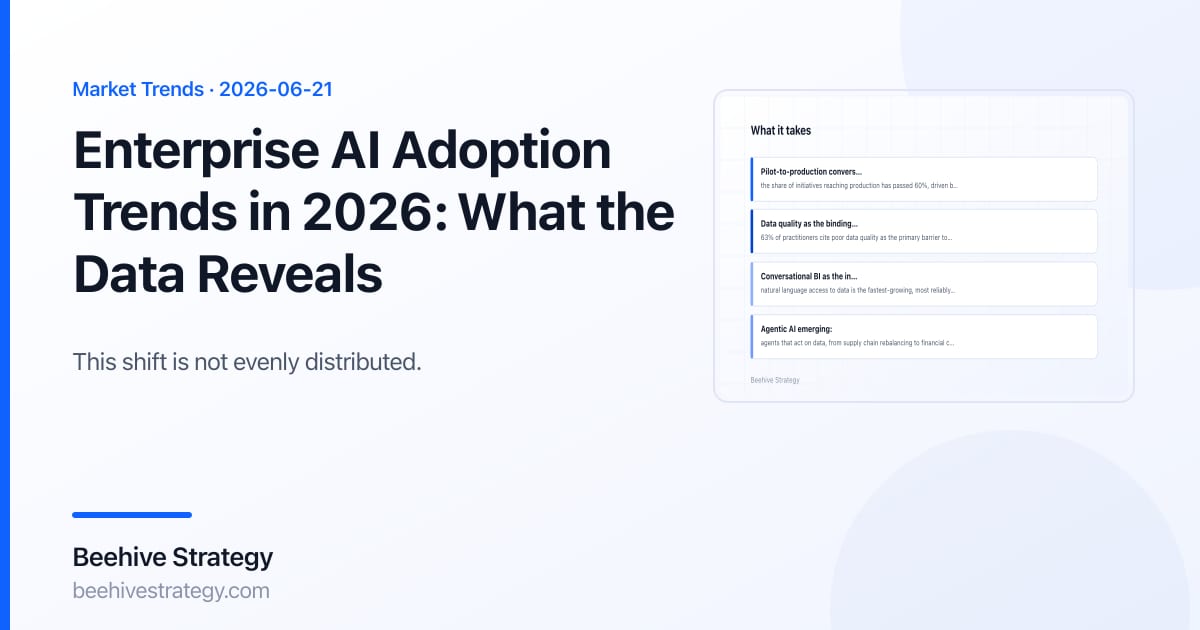 Market Trends · 2026-06-21
Enterprise AI Adoption
Trends in 2026: What the
Data Reveals
This shift is not evenly distributed.
Beehive Strategy
beehivestrategy.com
What it takes
Pilot-to-production convers...
the share of initiatives reaching production has passed 60%, driven b...
Data quality as the binding...
63% of practitioners cite poor data quality as the primary barrier to...
Conversational BI as the in...
natural language access to data is the fastest-growing, most reliably...
Agentic AI emerging:
agents that act on data, from supply chain rebalancing to financial c...
Beehive Strategy